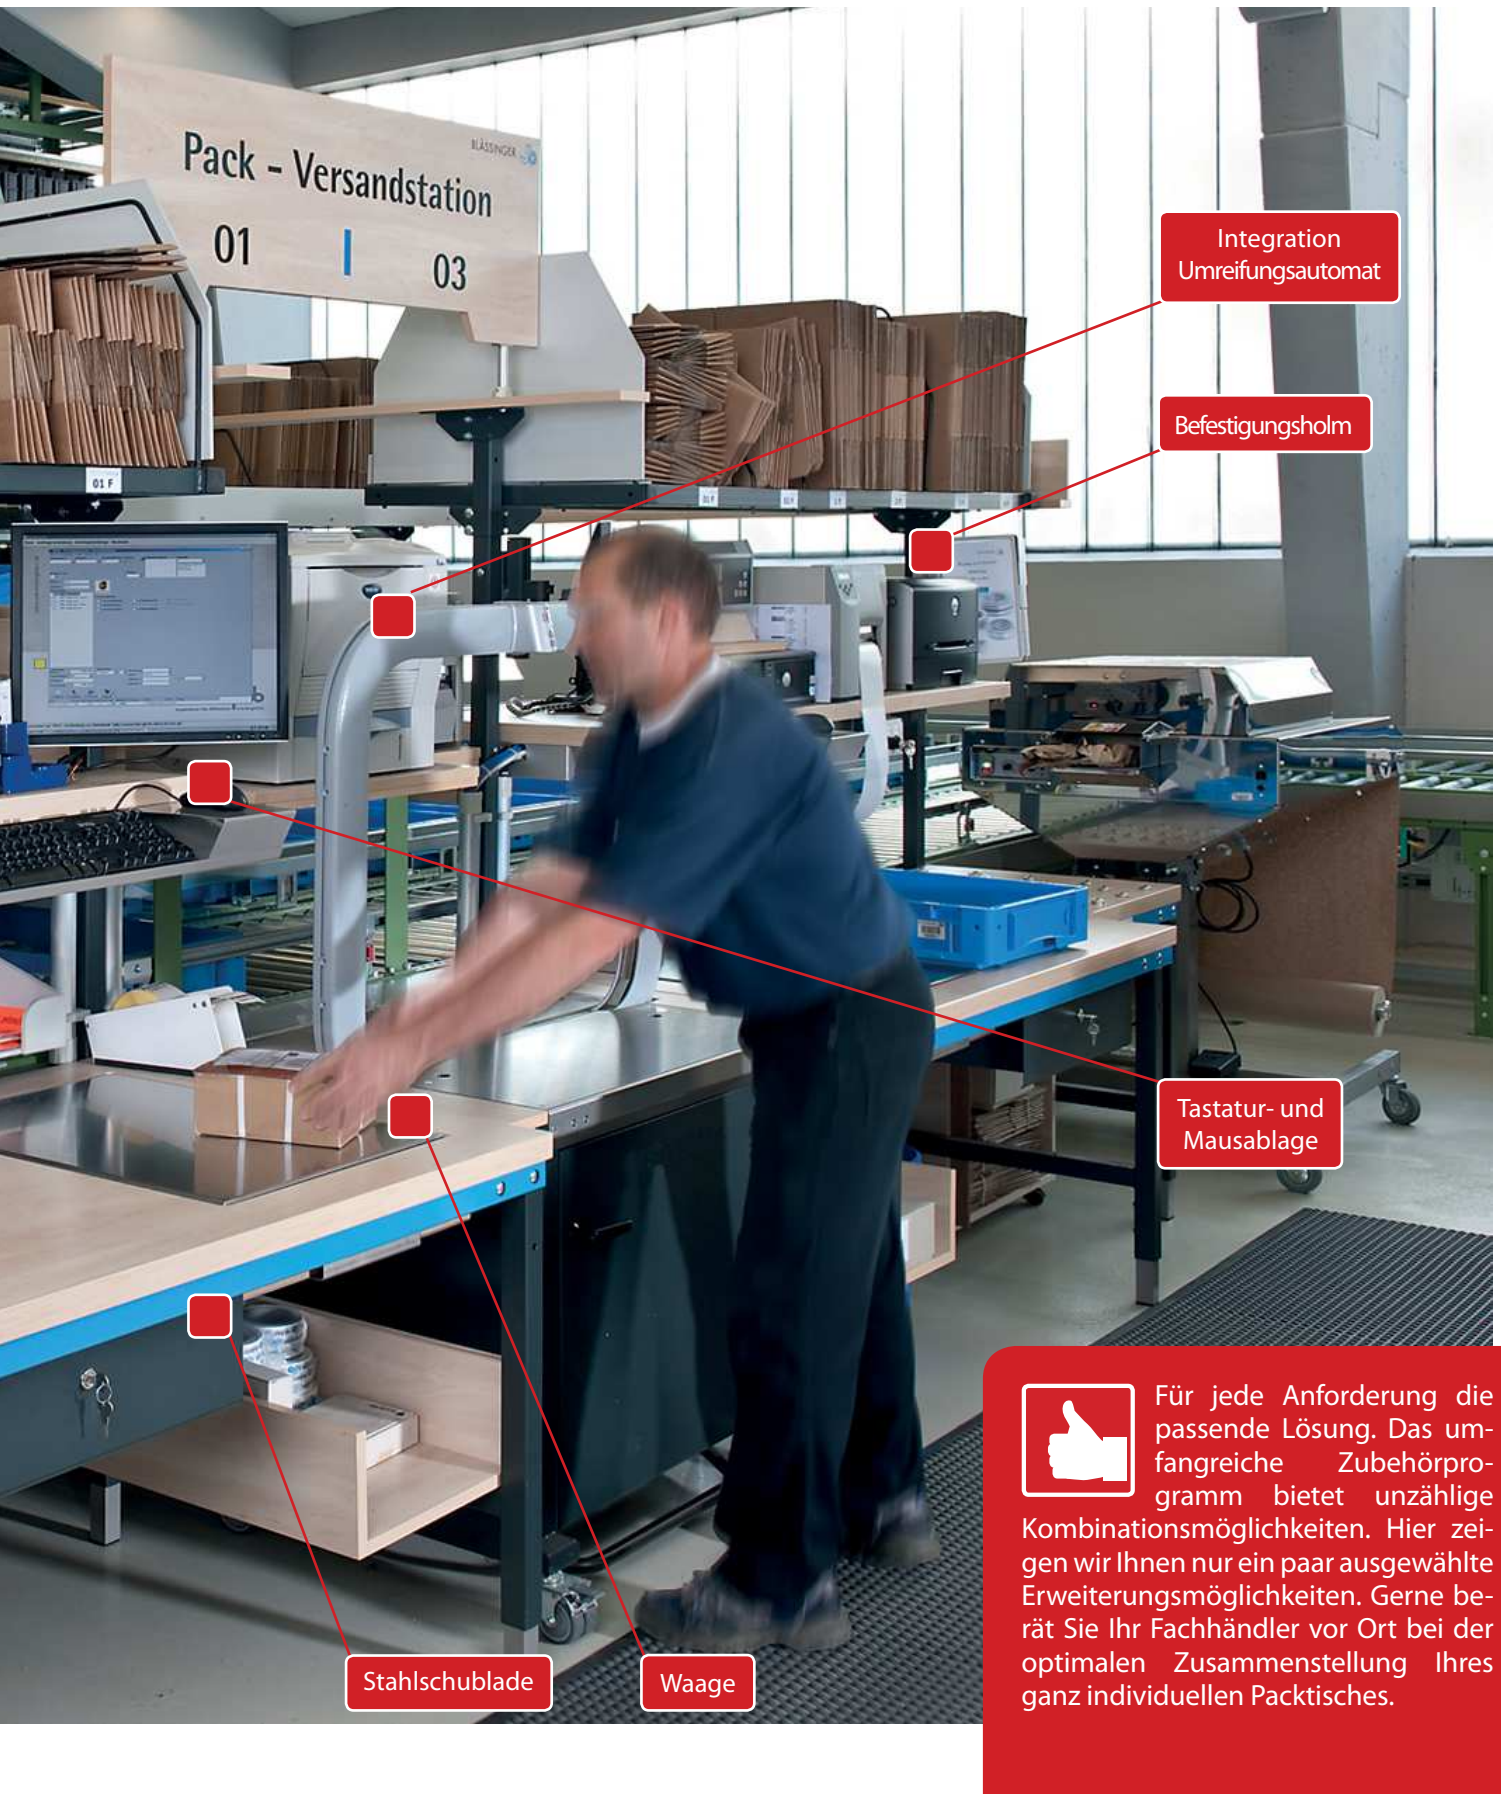 BLÄSSINGER
Pack - Versandstation
01 03
Integration
Umreifungsautomat
Befestigungsholm
01 F
01 F
Tastatur- und
Mausablage
Für jede Anforderung die
passende Lösung. Das um-
fangreiche Zubehörpro-
gramm bietet unzählige
Kombinationsmöglichkeiten. Hier zei-
gen wir Ihnen nur ein paar ausgewählte
Erweiterungsmöglichkeiten. Gerne be-
rät Sie Ihr Fachhändler vor Ort bei der
optimalen Zusammenstellung Ihres
ganz individuellen Packtisches.
Stahlschublade
Waage